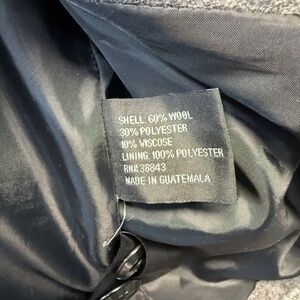 SHELL: 60% WOOL
30% POLYESTER
10% VISCOSE
LINING: 100% POLYESTER
RN# 38843
MADE IN GUATEMALA